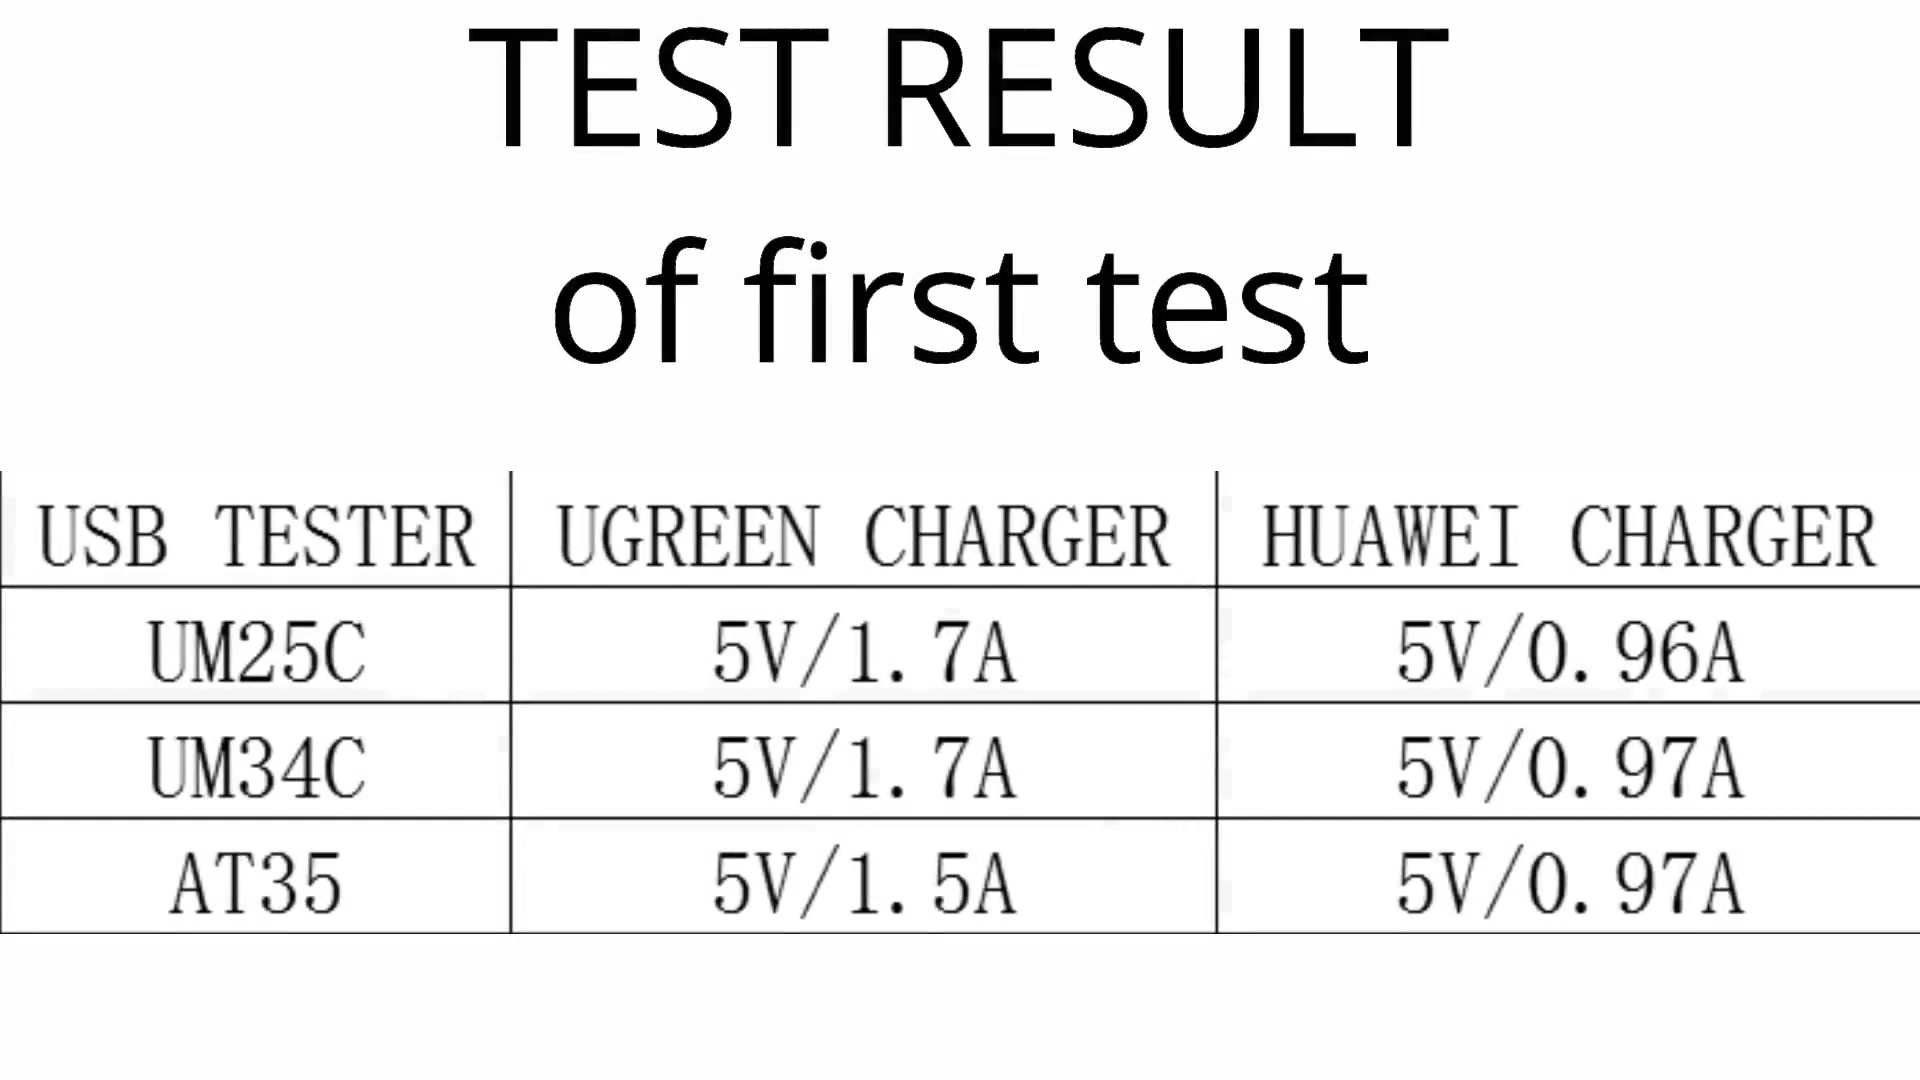 TEST RESULT
of first test
USB TESTER UGREEN CHARGER HUAWEI CHARGER
UM25C 5V/1.7A 5V/0.96A
UM34C 5V/1.7A 5V/0.97A
AT35 5V/1.5A 5V/0.97A